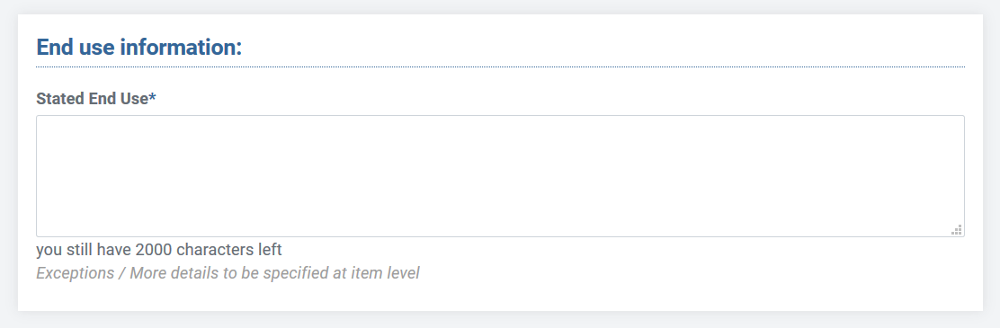 End use information:
Stated End Use*
you still have 2000 characters left
Exceptions / More details to be specified at item level